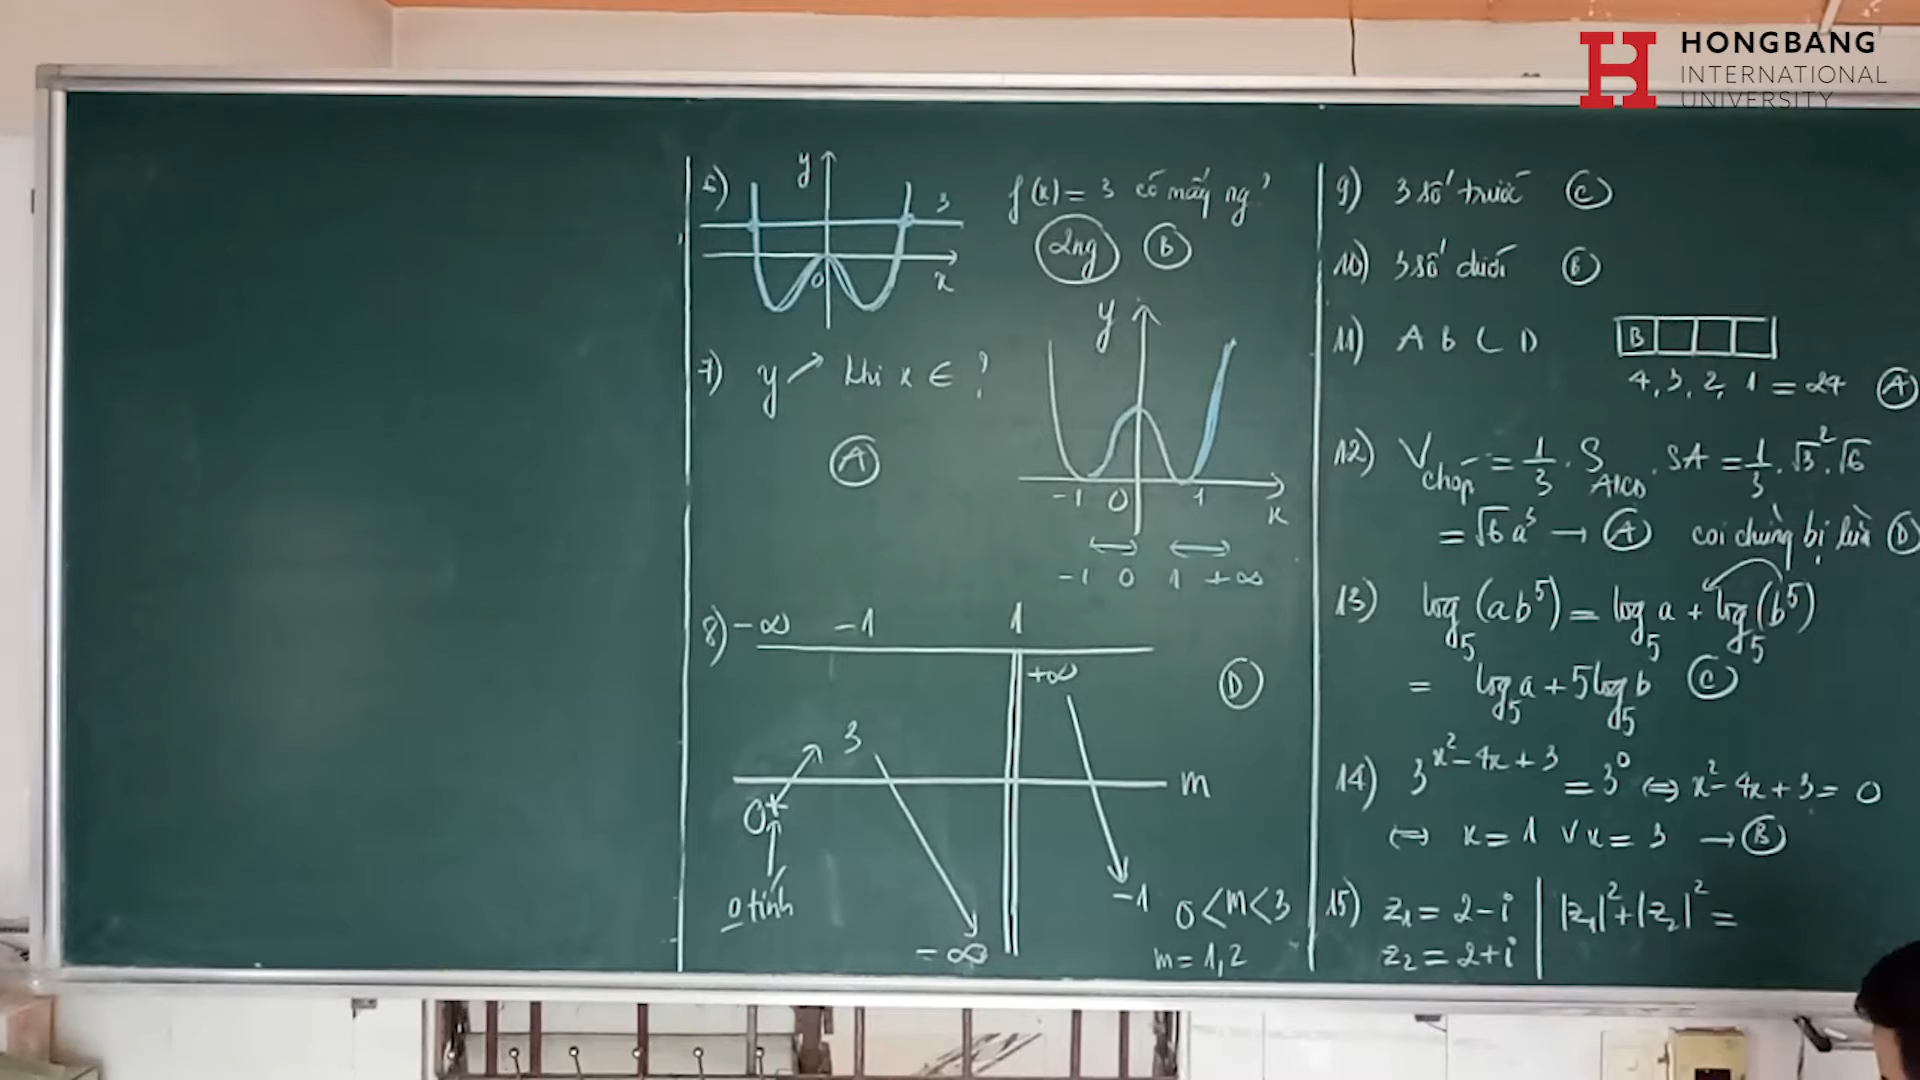 HONGBANG
INTERNATIONAL
UNIVERSITY
6) y 3
0 x
f(x) = 3 có mấy ng?
2ng B
7) y ↗ khi x ∈ ?
A
y
-1 0 1 x
-1 0 1 +∞
8) -∞ -1 1
+∞
D
3
m
0⁺
0 tính
-∞
-1
0 < m < 3
m = 1, 2
9) 3 số trước C
10) 3 số dưới B
11) A B C D B
4, 3, 2, 1 = 24 A
12) V chóp = 1/3 . S ABCD . SA = 1/3 . √3² . √6
= √6 a³ → A coi chừng bị lừa D
13) log₅(ab⁵) = log₅a + log₅(b⁵)
= log₅a + 5log₅b C
14) 3^(x² - 4x + 3) = 3⁰ ⇔ x² - 4x + 3 = 0
⇔ x = 1 ∨ x = 3 → B
15) z₁ = 2 - i | |z₁|² + |z₂|² =
z₂ = 2 + i